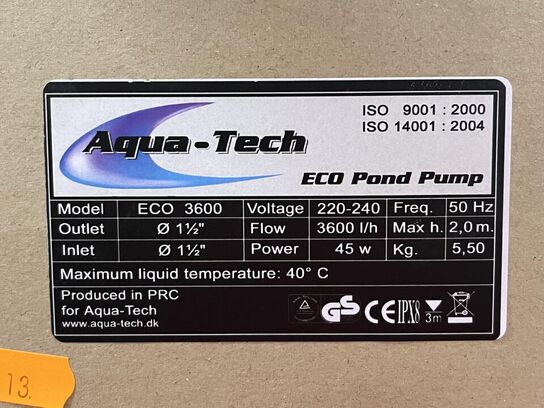 ISO 9001 : 2000
ISO 14001 : 2004
Aqua-Tech
ECO Pond Pump
Model ECO 3600 Voltage 220-240 Freq. 50 Hz
Outlet Ø 1½" Flow 3600 l/h Max h. 2,0 m.
Inlet Ø 1½" Power 45 w Kg. 5,50
Maximum liquid temperature: 40° C
Produced in PRC
for Aqua-Tech
www.aqua-tech.dk
GS CE IPX8 3m
13.